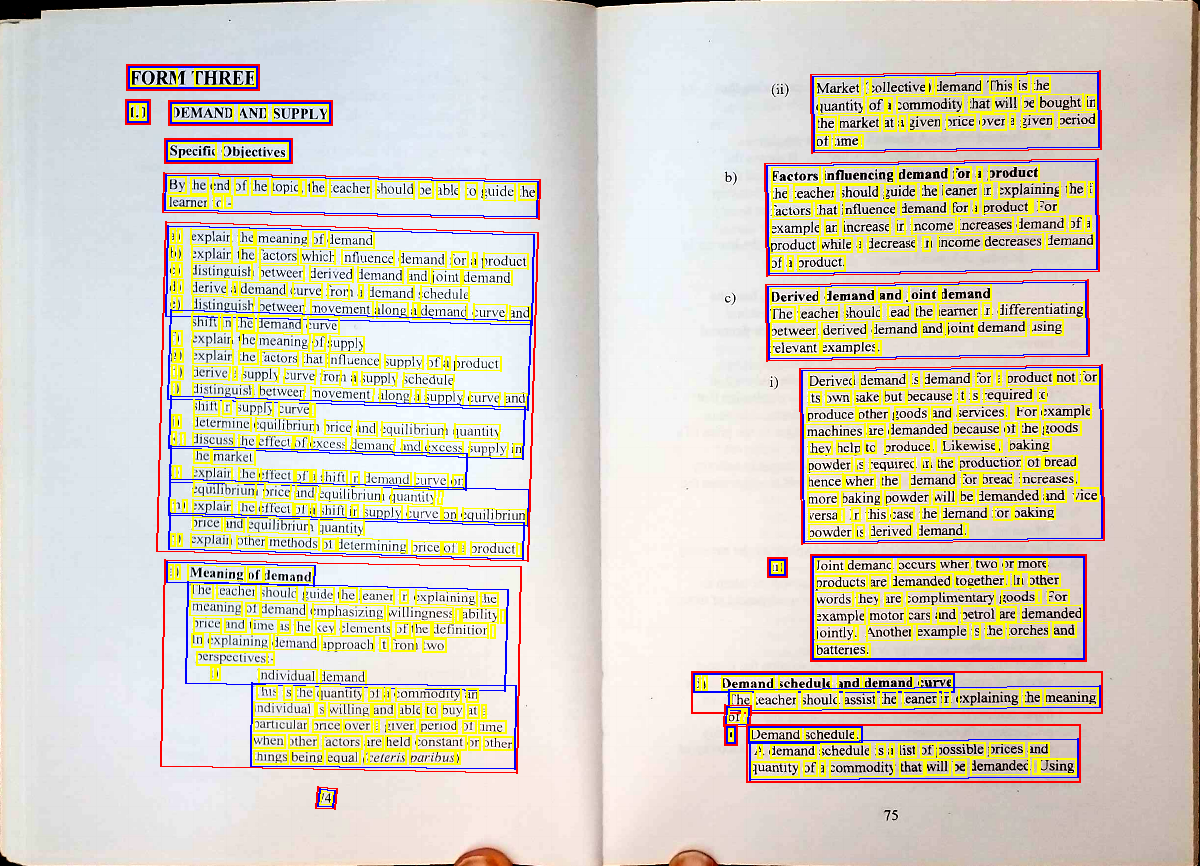 FORM THREE
1.0 DEMAND AND SUPPLY
Specific Objectives
By the end of the topic, the teacher should be able to guide the
learner to -
a) explain the meaning of demand
b) explain the factors which influence demand for a product
c) distinguish between derived demand and joint demand
d) derive a demand curve from a demand schedule
e) distinguish between movement along a demand curve and
shift in the demand curve
f) explain the meaning of supply
g) explain the factors that influence supply of a product
h) derive a supply curve from a supply schedule
i) distinguish between movement along a supply curve and
shift in supply curve
j) determine equilibrium price and equilibrium quantity
k) discuss the effect of excess demand and excess supply in
the market
l) explain the effect of a shift in demand curve on
equilibrium price and equilibrium quantity
m) explain the effect of a shift in supply curve on equilibrium
price and equilibrium quantity
n) explain other methods of determining price of a product
a) Meaning of demand
The teacher should guide the leaner in explaining the
meaning of demand emphasizing willingness, ability
price and time as the key elements of the definition
In explaining demand approach it from two
perspectives:-
i) individual demand
This is the quantity of a commodity an
individual is willing and able to buy at a
particular price over a given period of time
when other factors are held constant or other
things being equal (ceteris paribus)
74
(ii) Market (collective) demand This is the
quantity of a commodity that will be bought in
the market at a given price over a given period
of time
b) Factors influencing demand for a product
the teacher should guide the leaner in explaining the
factors that influence demand for a product. For
example an increase in income increases demand of a
product while a decrease in income decreases demand
of a product.
c) Derived demand and joint demand
The teacher should lead the learner in differentiating
between derived demand and joint demand using
relevant examples.
i) Derived demand is demand for a product not for
its own sake but because it is required to
produce other goods and services. For example
machines are demanded because of the goods
they help to produce. Likewise, baking
powder is required in the production of bread
hence when the demand for bread increases,
more baking powder will be demanded and vice
versa. In this case the demand for baking
powder is derived demand.
ii) Joint demand occurs when two or more
products are demanded together. In other
words they are complimentary goods. For
example motor cars and petrol are demanded
jointly. Another example is the torches and
batteries.
d) Demand schedule and demand curve
The teacher should assist the leaner in explaining the meaning
of:
Demand schedule.
A demand schedule is a list of possible prices and
quantity of a commodity that will be demanded. Using
75